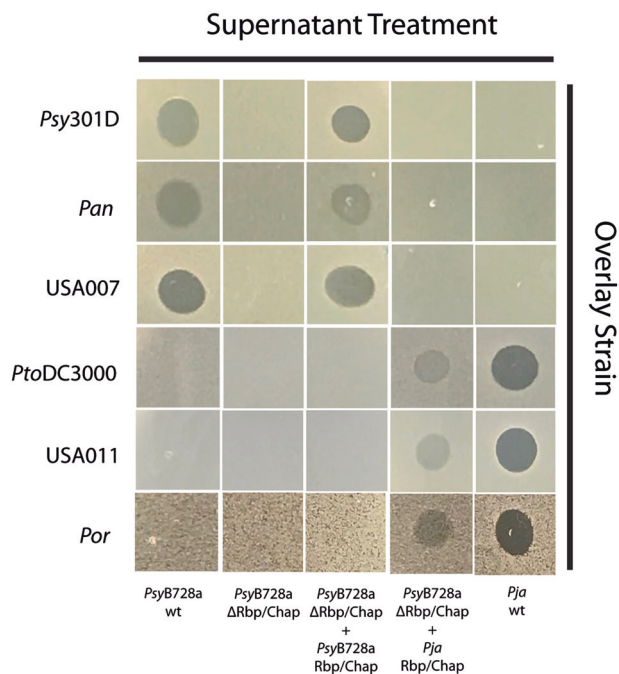 Supernatant Treatment
Psy301D
Pan
USA007
PtoDC3000
USA011
Por
Overlay Strain
PsyB728a
wt
PsyB728a
ΔRbp/Chap
PsyB728a
ΔRbp/Chap
+
PsyB728a
Rbp/Chap
PsyB728a
ΔRbp/Chap
+
Pja
Rbp/Chap
Pja
wt